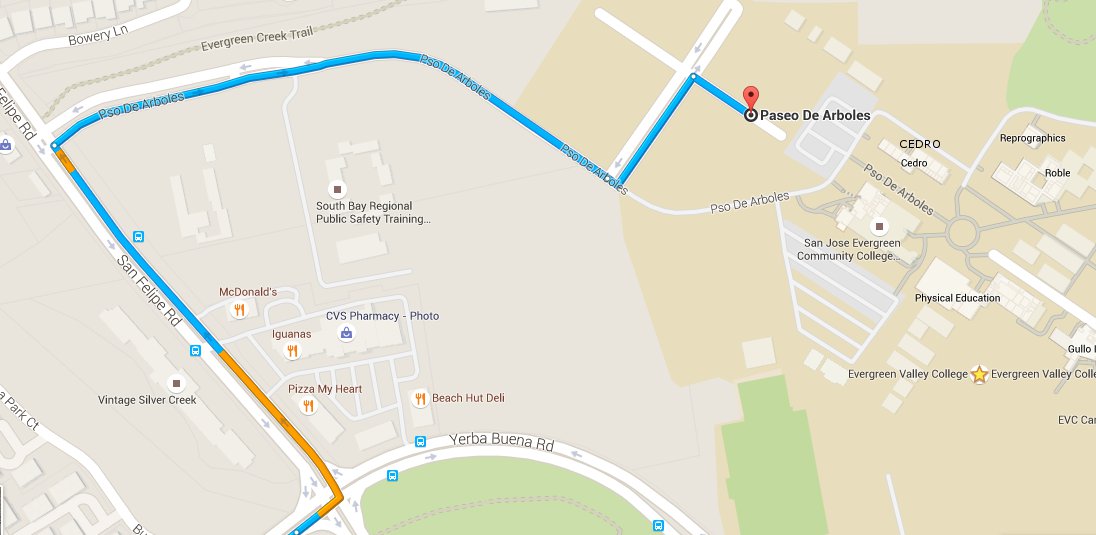 Bowery Ln
Evergreen Creek Trail
Felipe Rd
Pso De Arboles
Pso De Arboles
Pso De Arboles
Paseo De Arboles
CEDRO
Cedro
Reprographics
Roble
Pso De Arboles
Pso De Arboles
South Bay Regional
Public Safety Training...
San Jose Evergreen
Community College...
San Felipe Rd
McDonald's
CVS Pharmacy - Photo
Iguanas
Physical Education
Gullo
Pizza My Heart
Beach Hut Deli
Vintage Silver Creek
Evergreen Valley College
Evergreen Valley Colle
Park Ct
Yerba Buena Rd
EVC Ca